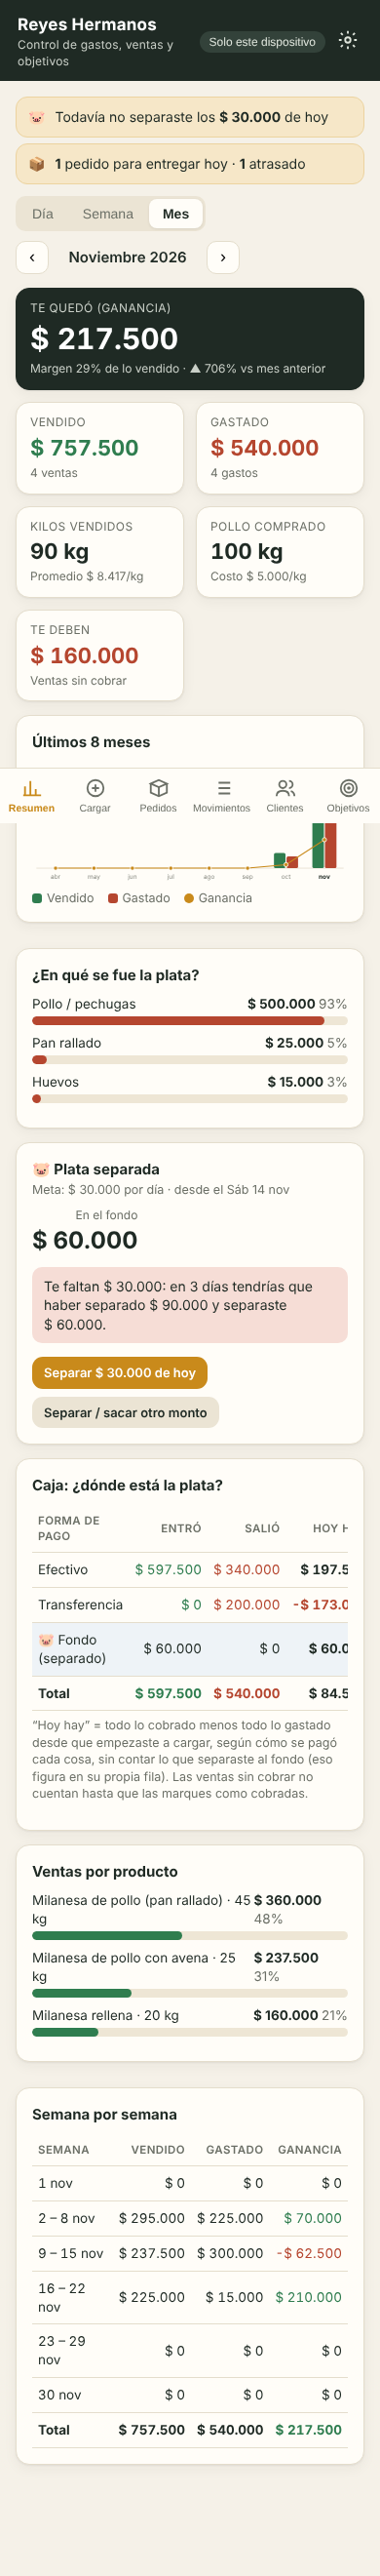 Reyes Hermanos
Control de gastos, ventas y
objetivos
Solo este dispositivo
Todavía no separaste los $ 30.000 de hoy
1 pedido para entregar hoy · 1 atrasado
Día Semana Mes
‹ Noviembre 2026 ›
TE QUEDÓ (GANANCIA)
$ 217.500
Margen 29% de lo vendido · ▲ 706% vs mes anterior
VENDIDO
$ 757.500
4 ventas
GASTADO
$ 540.000
4 gastos
KILOS VENDIDOS
90 kg
Promedio $ 8.417/kg
POLLO COMPRADO
100 kg
Costo $ 5.000/kg
TE DEBEN
$ 160.000
Ventas sin cobrar
Últimos 8 meses
Resumen Cargar Pedidos Movimientos Clientes Objetivos
abr may jun jul ago sep oct nov
Vendido Gastado Ganancia
¿En qué se fue la plata?
Pollo / pechugas $ 500.000 93%
Pan rallado $ 25.000 5%
Huevos $ 15.000 3%
Plata separada
Meta: $ 30.000 por día · desde el Sáb 14 nov
En el fondo
$ 60.000
Te faltan $ 30.000: en 3 días tendrías que
haber separado $ 90.000 y separaste
$ 60.000.
Separar $ 30.000 de hoy
Separar / sacar otro monto
Caja: ¿dónde está la plata?
FORMA DE
PAGO ENTRÓ SALIÓ HOY H
Efectivo $ 597.500 $ 340.000 $ 197.5
Transferencia $ 0 $ 200.000 -$ 173.0
Fondo
(separado) $ 60.000 $ 0 $ 60.0
Total $ 597.500 $ 540.000 $ 84.5
“Hoy hay” = todo lo cobrado menos todo lo gastado
desde que empezaste a cargar, según cómo se pagó
cada cosa, sin contar lo que separaste al fondo (eso
figura en su propia fila). Las ventas sin cobrar no
cuentan hasta que las marques como cobradas.
Ventas por producto
Milanesa de pollo (pan rallado) · 45 $ 360.000
kg 48%
Milanesa de pollo con avena · 25 $ 237.500
kg 31%
Milanesa rellena · 20 kg $ 160.000 21%
Semana por semana
SEMANA VENDIDO GASTADO GANANCIA
1 nov $ 0 $ 0 $ 0
2 – 8 nov $ 295.000 $ 225.000 $ 70.000
9 – 15 nov $ 237.500 $ 300.000 -$ 62.500
16 – 22
nov $ 225.000 $ 15.000 $ 210.000
23 – 29
nov $ 0 $ 0 $ 0
30 nov $ 0 $ 0 $ 0
Total $ 757.500 $ 540.000 $ 217.500